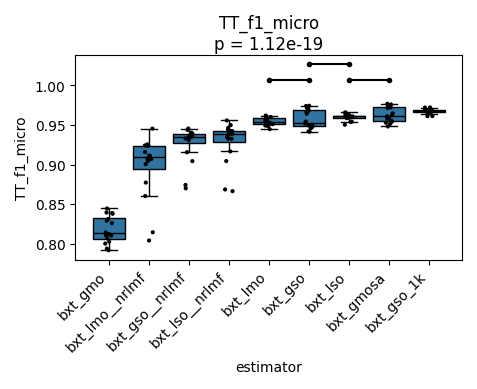 TT_f1_micro
p = 1.12e-19
TT_f1_micro
1.00
0.95
0.90
0.85
0.80
bxt_gmo
bxt_lmo__nrlmf
bxt_gso__nrlmf
bxt_lso__nrlmf
bxt_lmo
bxt_gso
bxt_lso
bxt_gmosa
bxt_gso_1k
estimator